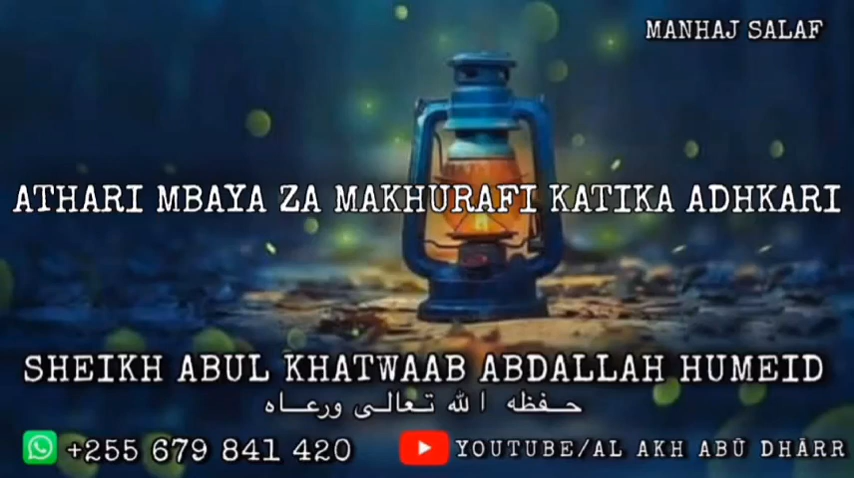 MANHAJ SALAF
ATHARI MBAYA ZA MAKHURAFI KATIKA ADHKARI
SHEIKH ABUL KHATWAAB ABDALLAH HUMEID
حفظه الله تعالى ورعاه
+255 679 841 420
YOUTUBE/AL AKH ABŪ DHĀRR